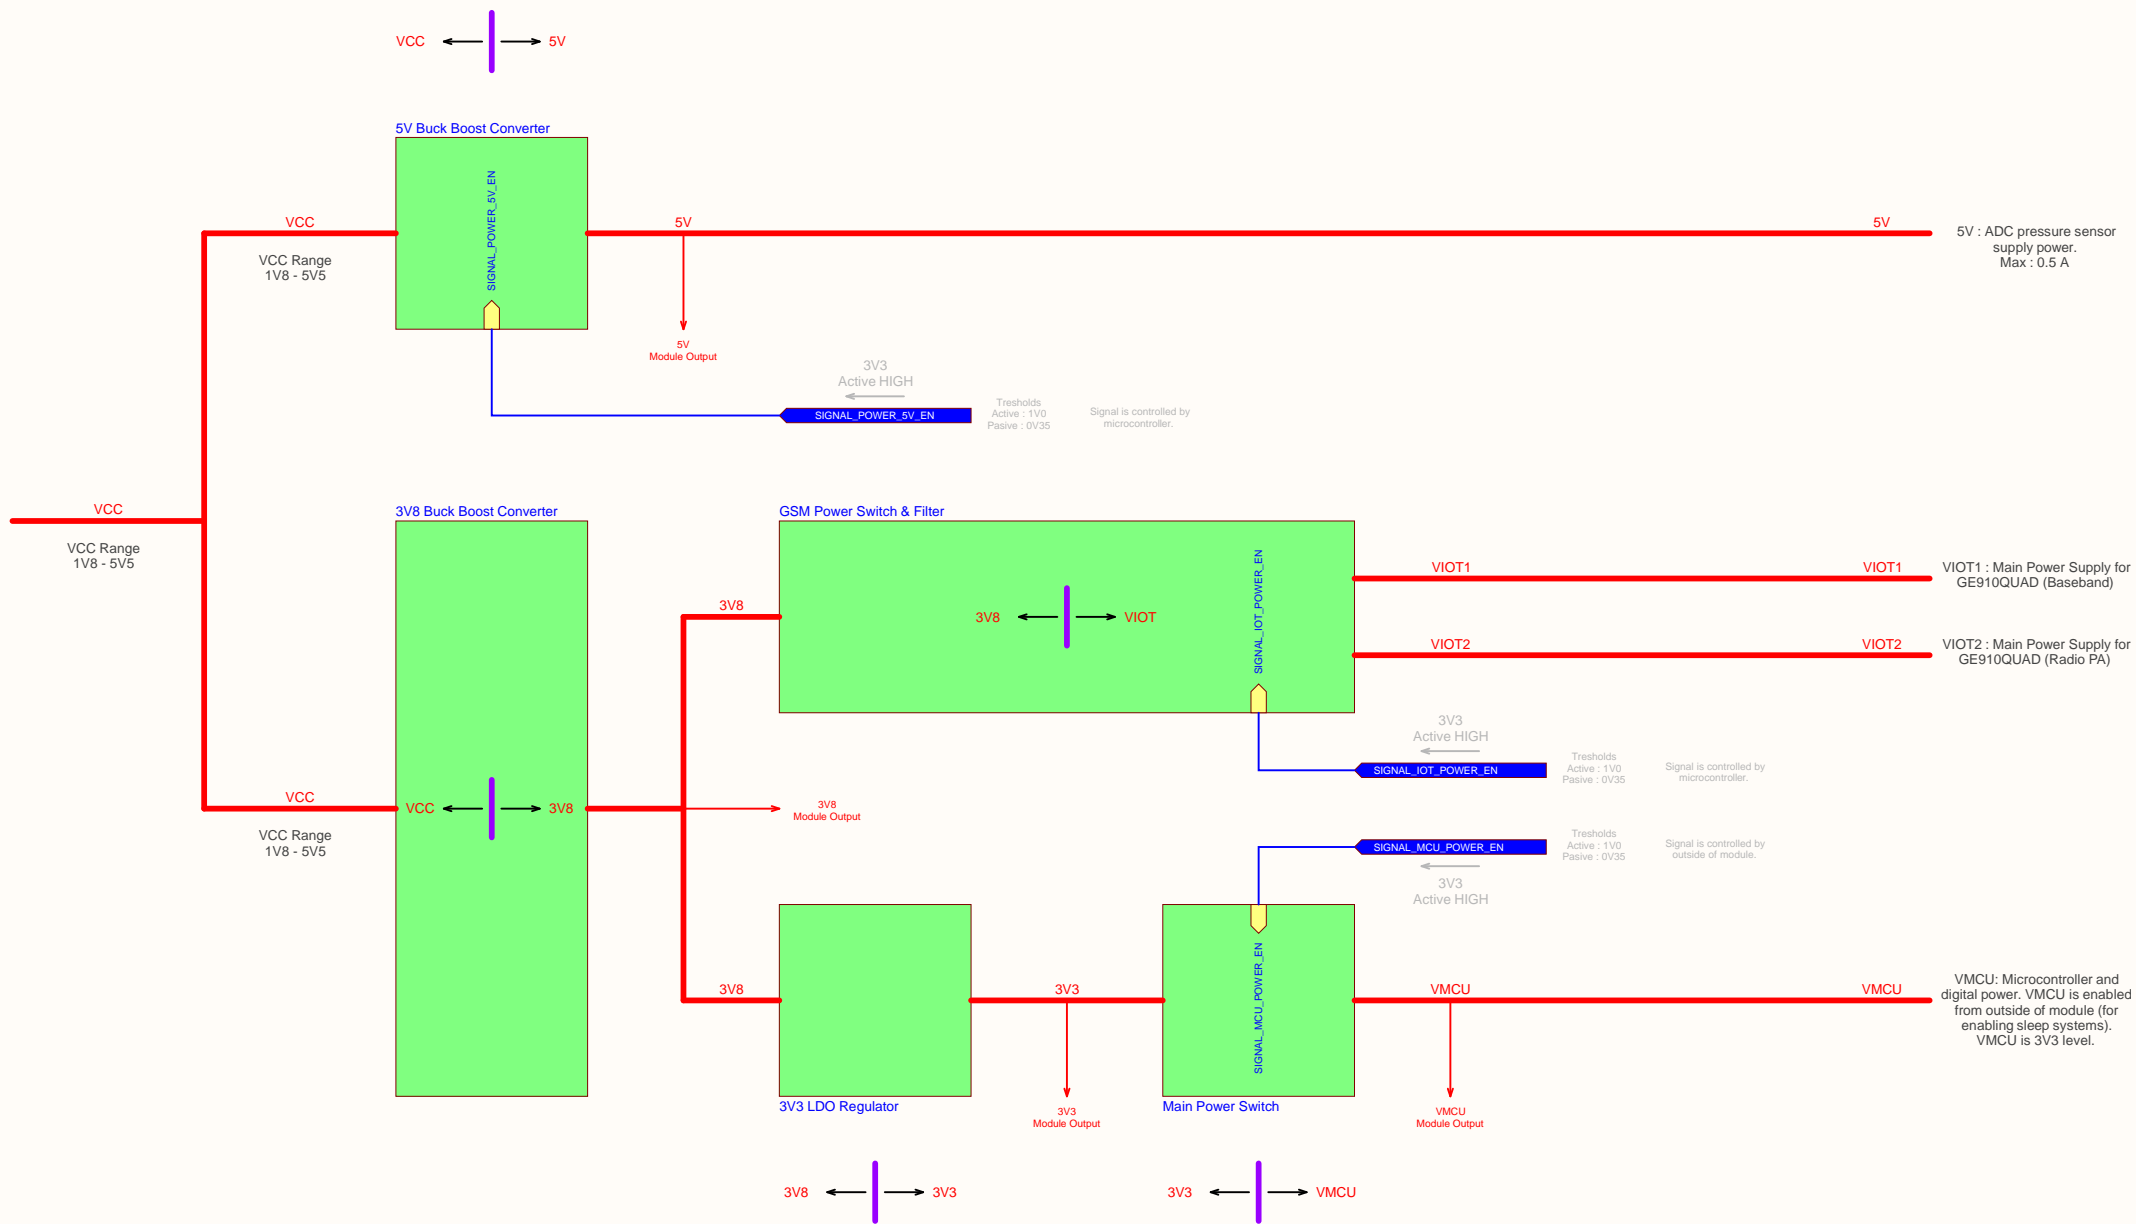 VCC
5V
5V Buck Boost Converter
SIGNAL_POWER_5V_EN
VCC
VCC Range
1V8 - 5V5
5V
5V
5V : ADC pressure sensor
supply power.
Max : 0.5 A
5V
Module Output
3V3
Active HIGH
SIGNAL_POWER_5V_EN
Tresholds
Active : 1V0
Pasive : 0V35
Signal is controlled by
microcontroller.
VCC
VCC Range
1V8 - 5V5
3V8 Buck Boost Converter
GSM Power Switch & Filter
SIGNAL_IOT_POWER_EN
3V8
3V8
VIOT
VIOT1
VIOT1
VIOT1 : Main Power Supply for
GE910QUAD (Baseband)
VIOT2
VIOT2
VIOT2 : Main Power Supply for
GE910QUAD (Radio PA)
3V3
Active HIGH
SIGNAL_IOT_POWER_EN
Tresholds
Active : 1V0
Pasive : 0V35
Signal is controlled by
microcontroller.
VCC
VCC Range
1V8 - 5V5
VCC
3V8
3V8
Module Output
SIGNAL_MCU_POWER_EN
Tresholds
Active : 1V0
Pasive : 0V35
Signal is controlled by
outside of module.
3V3
Active HIGH
3V8
3V3
SIGNAL_MCU_POWER_EN
VMCU
VMCU
VMCU: Microcontroller and
digital power. VMCU is enabled
from outside of module (for
enabling sleep systems).
VMCU is 3V3 level.
3V3 LDO Regulator
3V3
Module Output
Main Power Switch
VMCU
Module Output
3V8
3V3
3V3
VMCU